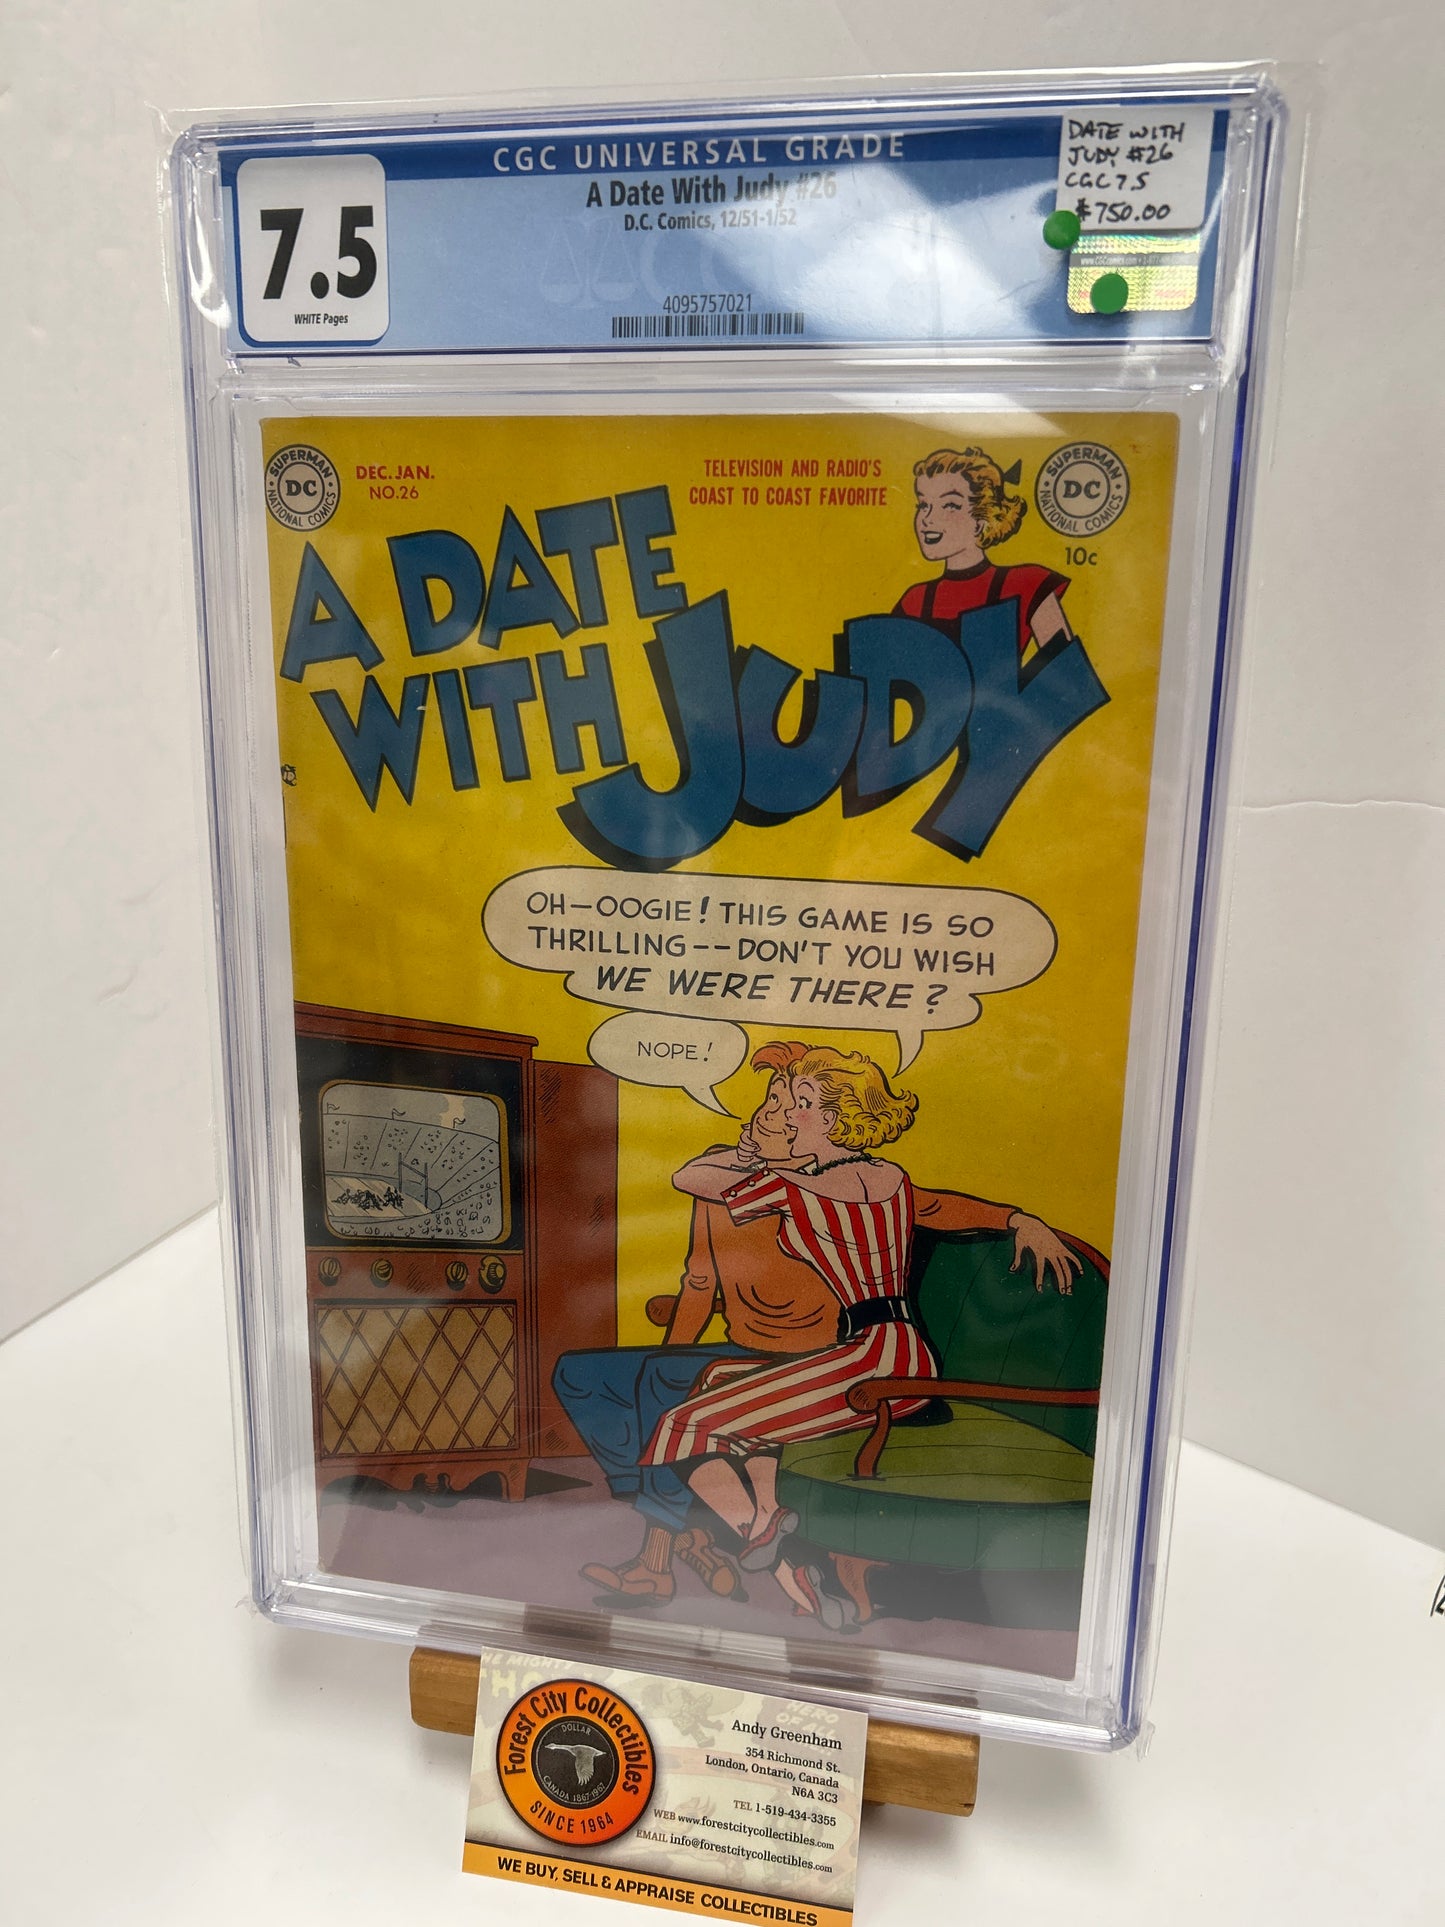 CGC UNIVERSAL GRADE
7.5
WHITE Pages
A Date With Judy #26
D.C. Comics, 12/51-1/52
4095757021
DATE WITH
JUDY #26
CGC 7.5
$750.00
SUPERMAN
DC
NATIONAL COMICS
DEC. JAN.
NO.26
TELEVISION AND RADIO'S
COAST TO COAST FAVORITE
SUPERMAN
DC
NATIONAL COMICS
10c
A DATE
WITH JUDY
OH—OOGIE! THIS GAME IS SO
THRILLING--DON'T YOU WISH
WE WERE THERE?
NOPE!
Forest City Collectibles
DOLLAR
CANADA 1867-1967
SINCE 1964
Andy Greenham
354 Richmond St.
London, Ontario, Canada
N6A 3C3
TEL 1-519-434-3355
WEB www.forestcitycollectibles.com
EMAIL info@forestcitycollectibles.com
WE BUY, SELL & APPRAISE COLLECTIBLES